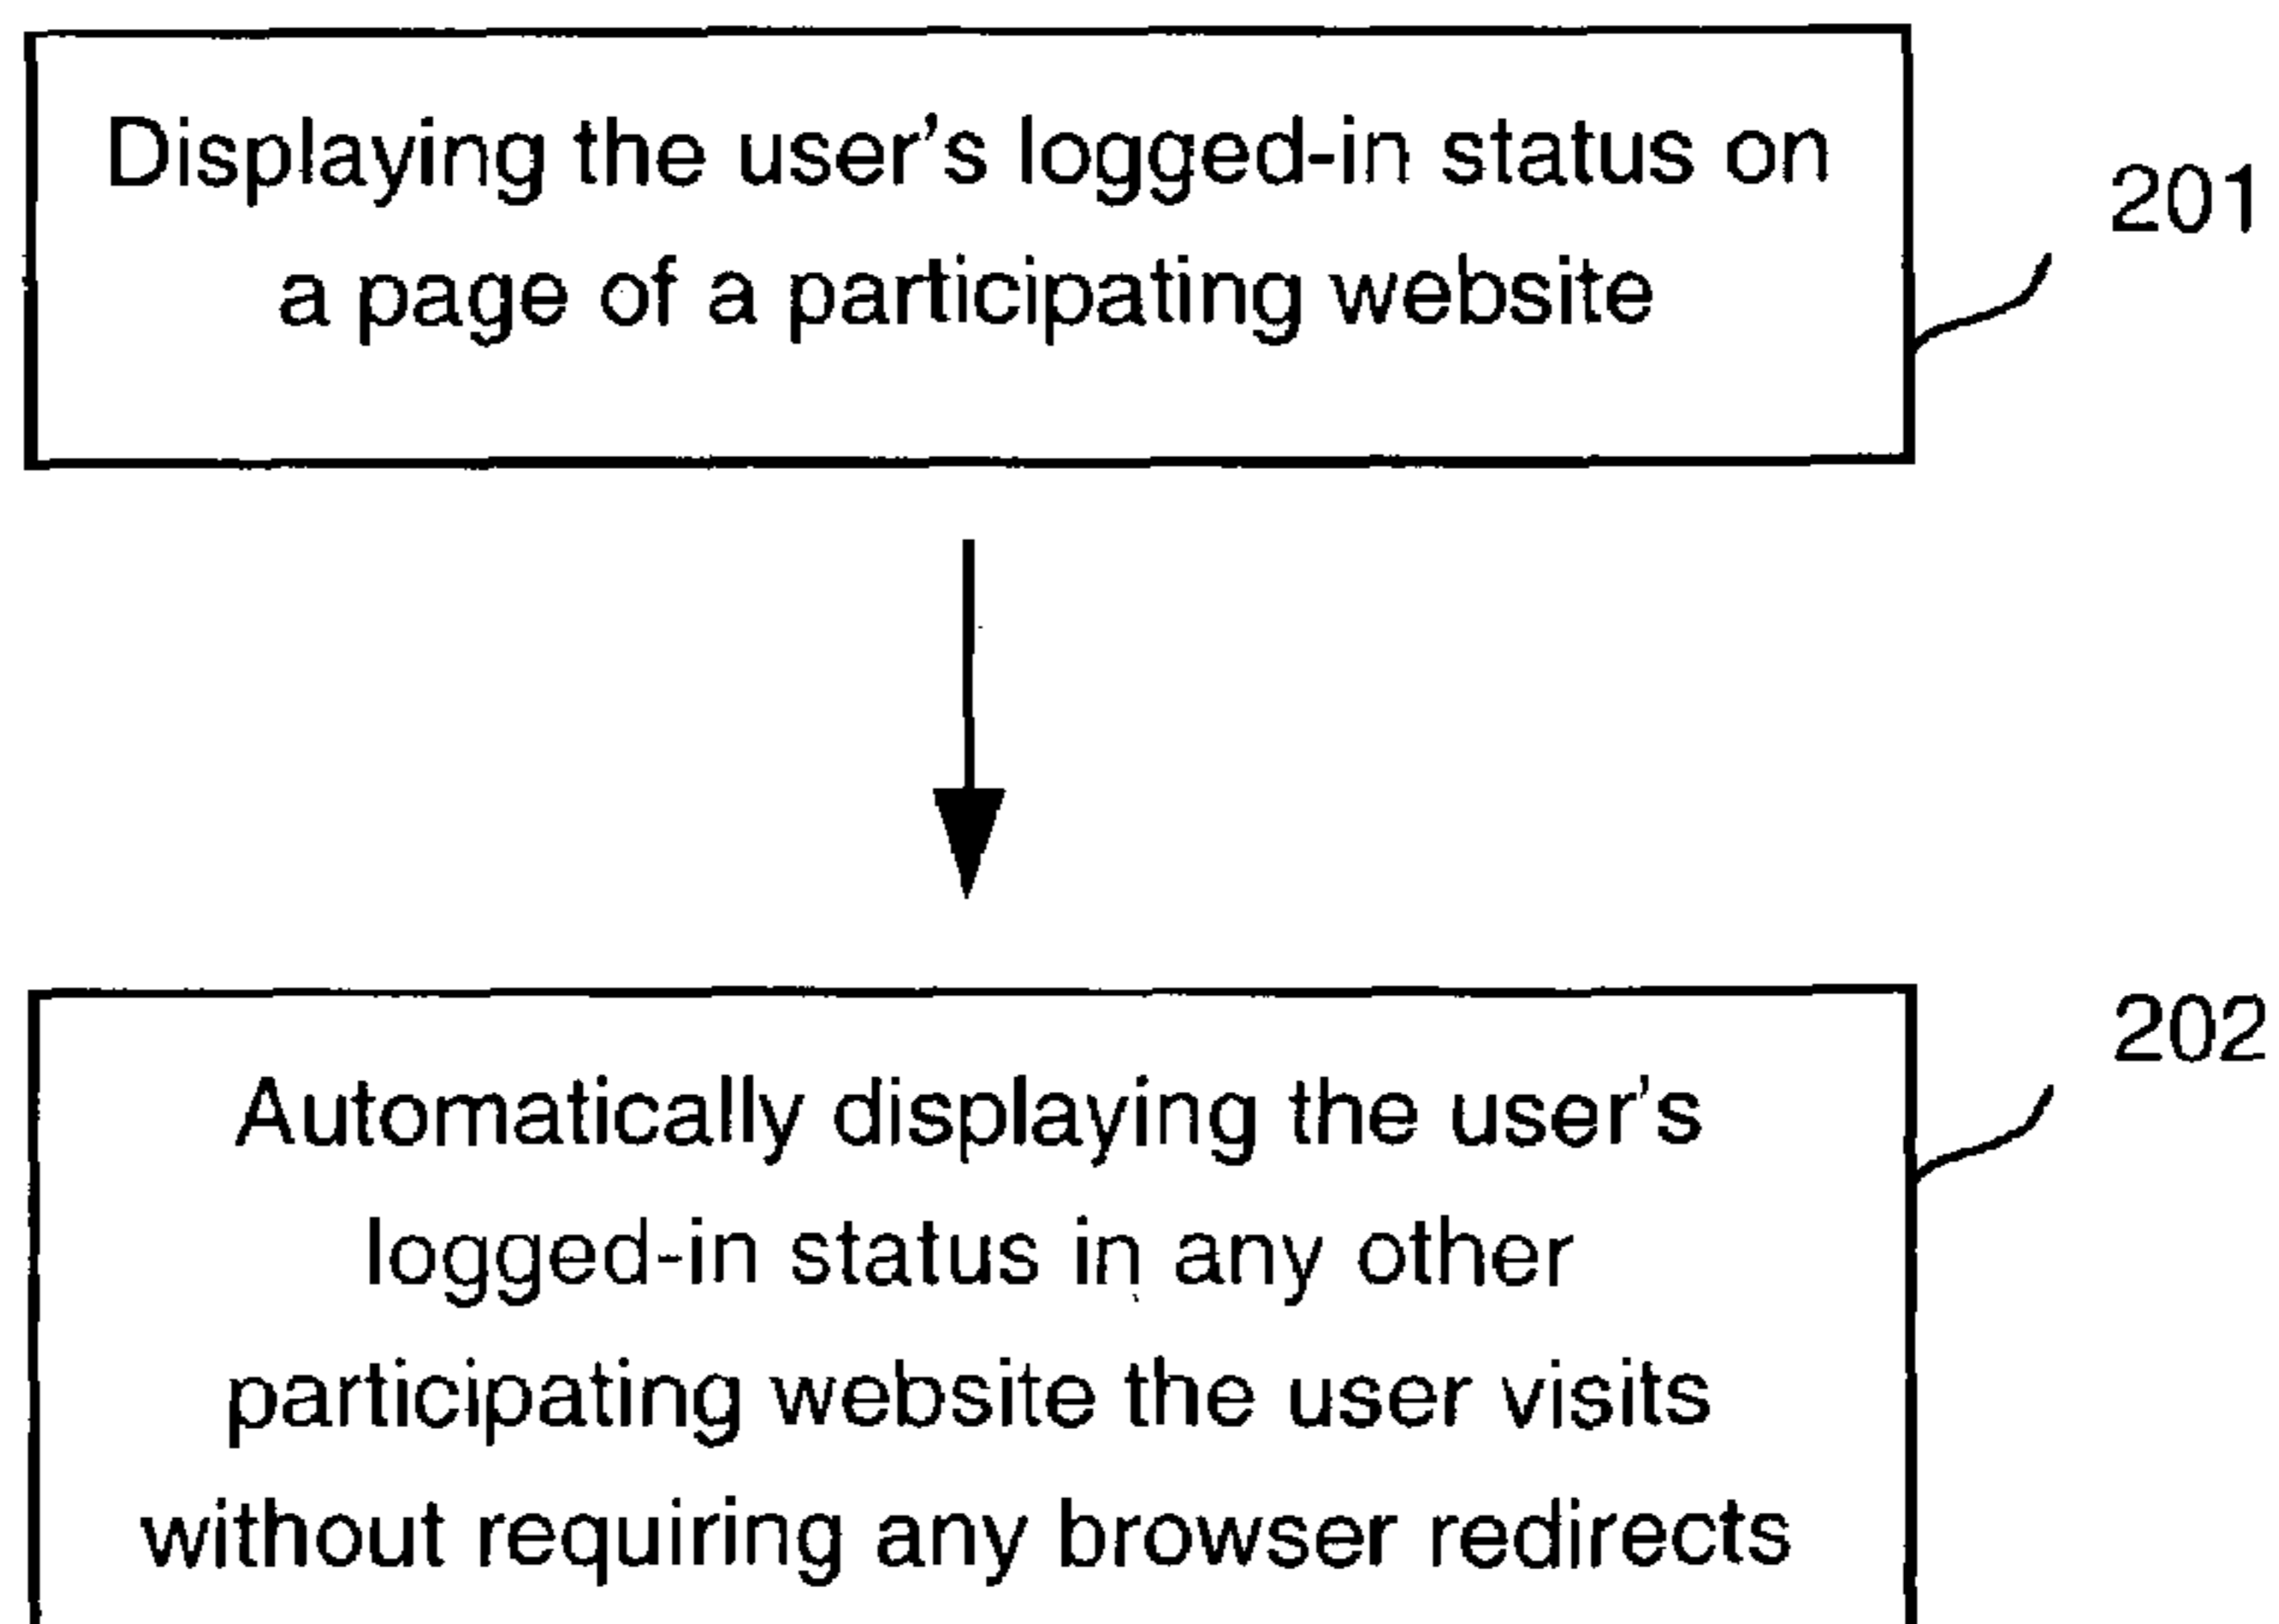 Displaying the user's logged-in status on
a page of a participating website
201
202
Automatically displaying the user's
logged-in status in any other
participating website the user visits
without requiring any browser redirects